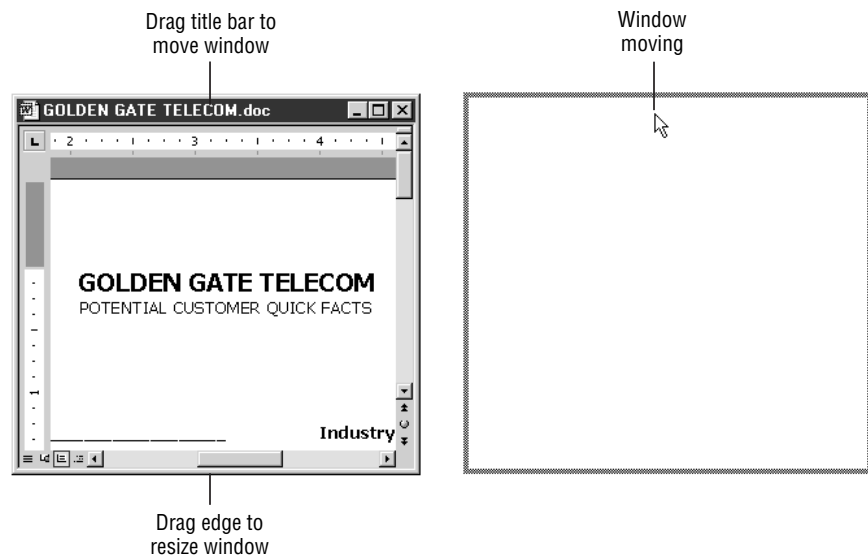 Drag title bar to
move window
Window
moving
GOLDEN GATE TELECOM.doc
L · 2 · · · ı · · · 3 · · · ı · · · 4 · · · ı
GOLDEN GATE TELECOM
POTENTIAL CUSTOMER QUICK FACTS
1
Industry
Drag edge to
resize window